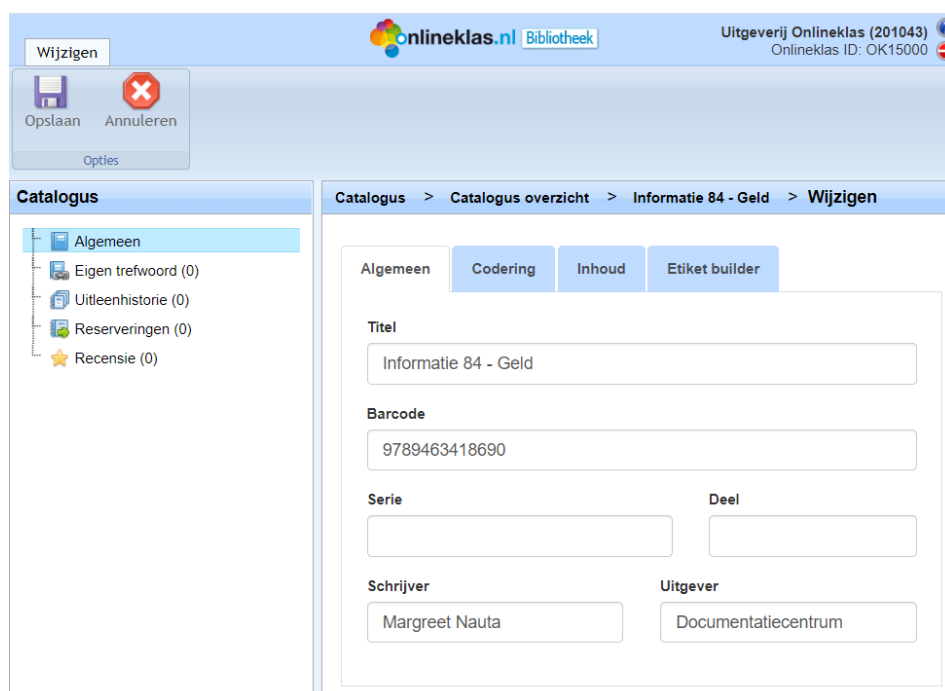 Wijzigen
onlineklas.nl Bibliotheek
Uitgeverij Onlineklas (201043)
Onlineklas ID: OK15000
Opslaan Annuleren
Opties
Catalogus
Algemeen
Eigen trefwoord (0)
Uitleenhistorie (0)
Reserveringen (0)
Recensie (0)
Catalogus > Catalogus overzicht > Informatie 84 - Geld > Wijzigen
Algemeen Codering Inhoud Etiket builder
Titel
Informatie 84 - Geld
Barcode
9789463418690
Serie Deel
Schrijver Uitgever
Margreet Nauta Documentatiecentrum